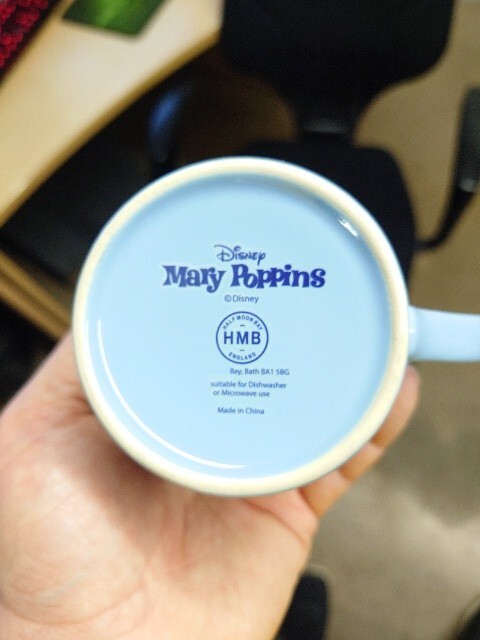 Disney
Mary Poppins
©Disney
HALF MOON BAY
HMB
ENGLAND
Bay, Bath BA1 5BG
suitable for Dishwasher
or Microwave use
Made in China